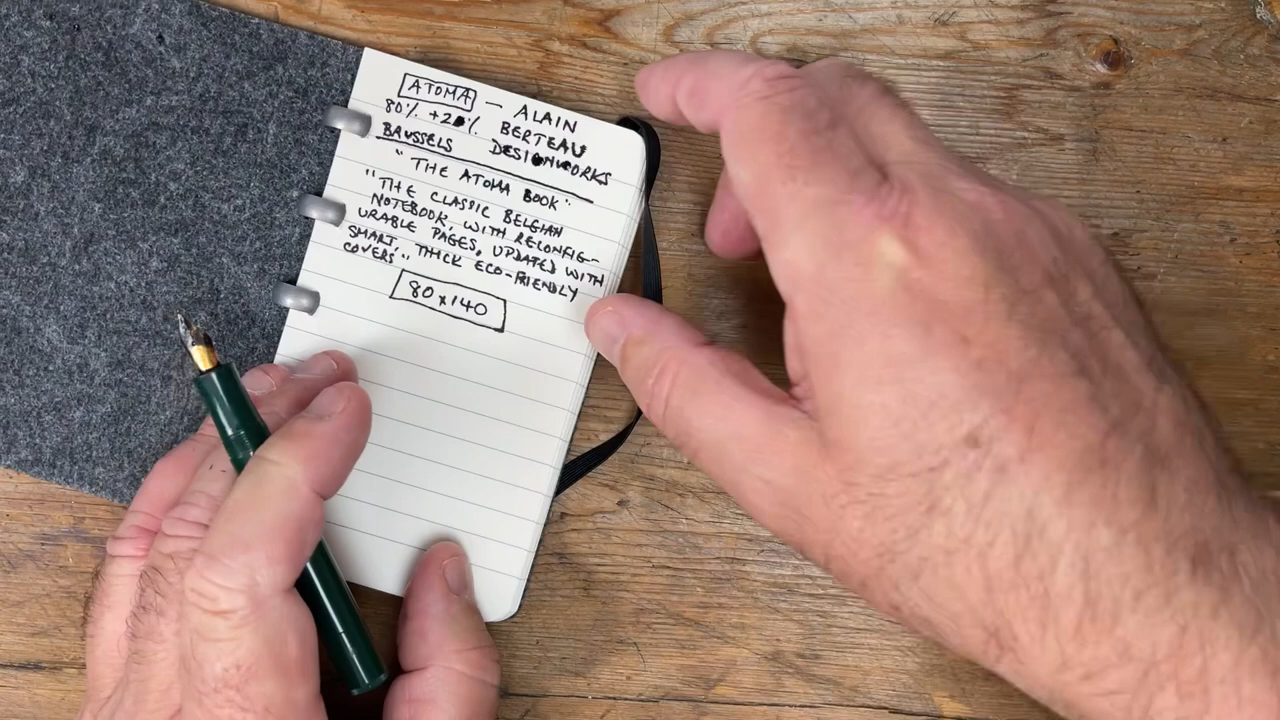 ATOMA — ALAIN
80% +20% BERTEAU
BRUSSELS DESIGNWORKS
"THE ATOMA BOOK"
"THE CLASSIC BELGIAN
NOTEBOOK, WITH RECONFIG-
URABLE PAGES, UPDATED WITH
SMART, THICK ECO-FRIENDLY
COVERS"
80x140